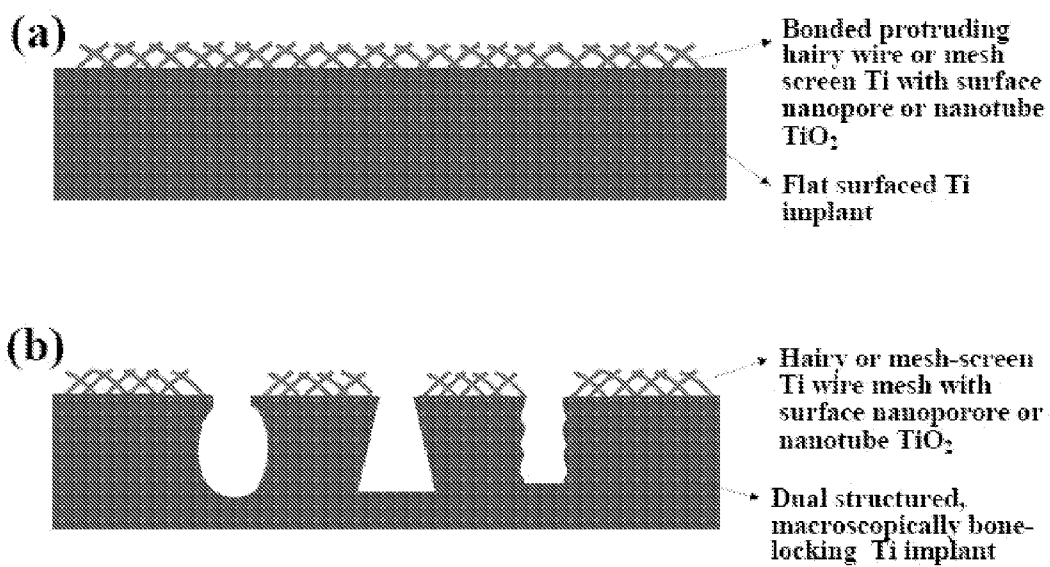 (a)
Bonded protruding
hairy wire or mesh
screen Ti with surface
nanopore or nanotube
TiO₂
Flat surfaced Ti
implant
(b)
Hairy or mesh-screen
Ti wire mesh with
surface nanoporore or
nanotube TiO₂
Dual structured,
macroscopically bone-
locking Ti implant